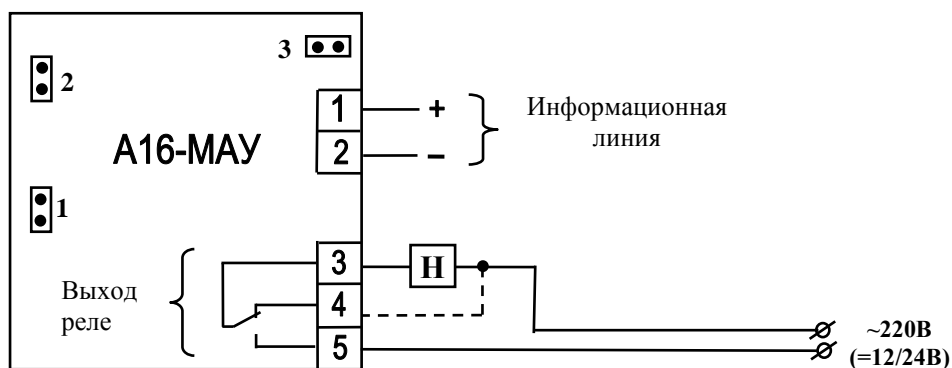 3
2
1
+
Информационная
линия
А16-МАУ
2
–
1
Выход
реле
3
Н
4
5
~220В
(=12/24В)